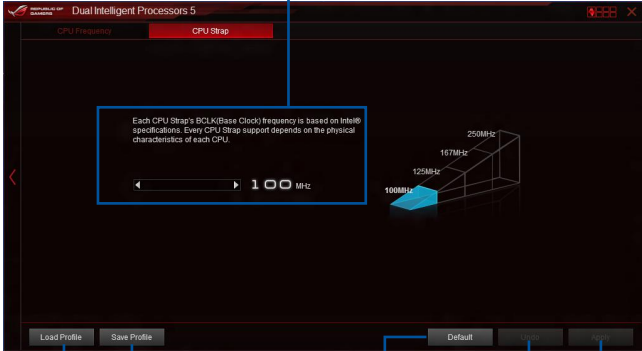 REPUBLIC OF
GAMERS
Dual Intelligent Processors 5
CPU Frequency
CPU Strap
Each CPU Strap's BCLK(Base Clock) frequency is based on Intel®
specifications. Every CPU Strap support depends on the physical
characteristics of each CPU.
100 MHz
250MHz
167MHz
125MHz
100MHz
Load Profile
Save Profile
Default
Undo
Apply